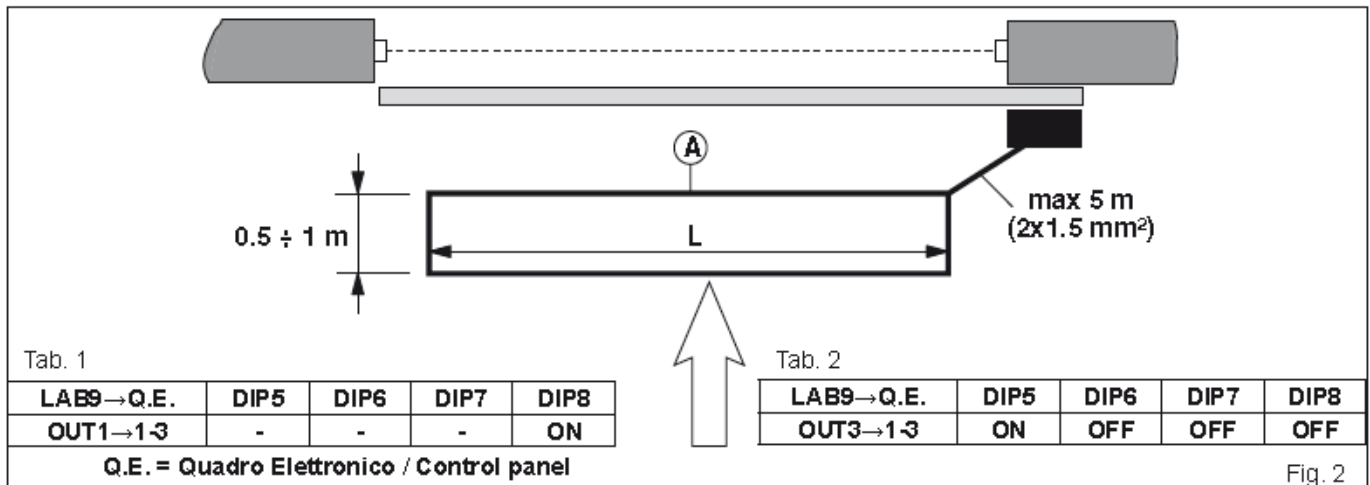 A
max 5 m
(2x1.5 mm²)
0.5 ÷ 1 m
L
Tab. 1
LAB9→Q.E. DIP5 DIP6 DIP7 DIP8
OUT1→1-3 - - - ON
Q.E. = Quadro Elettronico / Control panel
Tab. 2
LAB9→Q.E. DIP5 DIP6 DIP7 DIP8
OUT3→1-3 ON OFF OFF OFF
Fig. 2